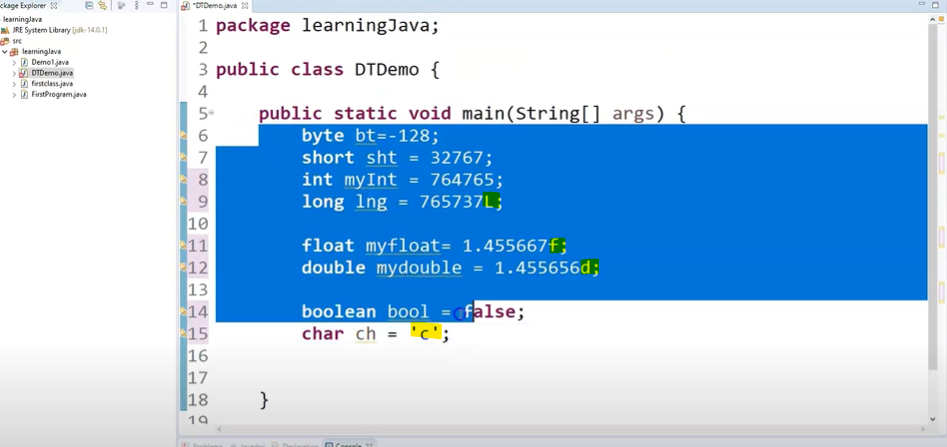 ckage Explorer
learningJava
JRE System Library [jdk-14.0.1]
src
learningJava
Demo1.java
DTDemo.java
firstclass.java
FirstProgram.java
*DTDemo.java
1 package learningJava;
2
3 public class DTDemo {
4
5 public static void main(String[] args) {
6 byte bt=-128;
7 short sht = 32767;
8 int myInt = 764765;
9 long lng = 765737L;
10
11 float myfloat= 1.455667f;
12 double mydouble = 1.455656d;
13
14 boolean bool = false;
15 char ch = 'c';
16
17
18 }
19
Problems Javadoc Declaration Console